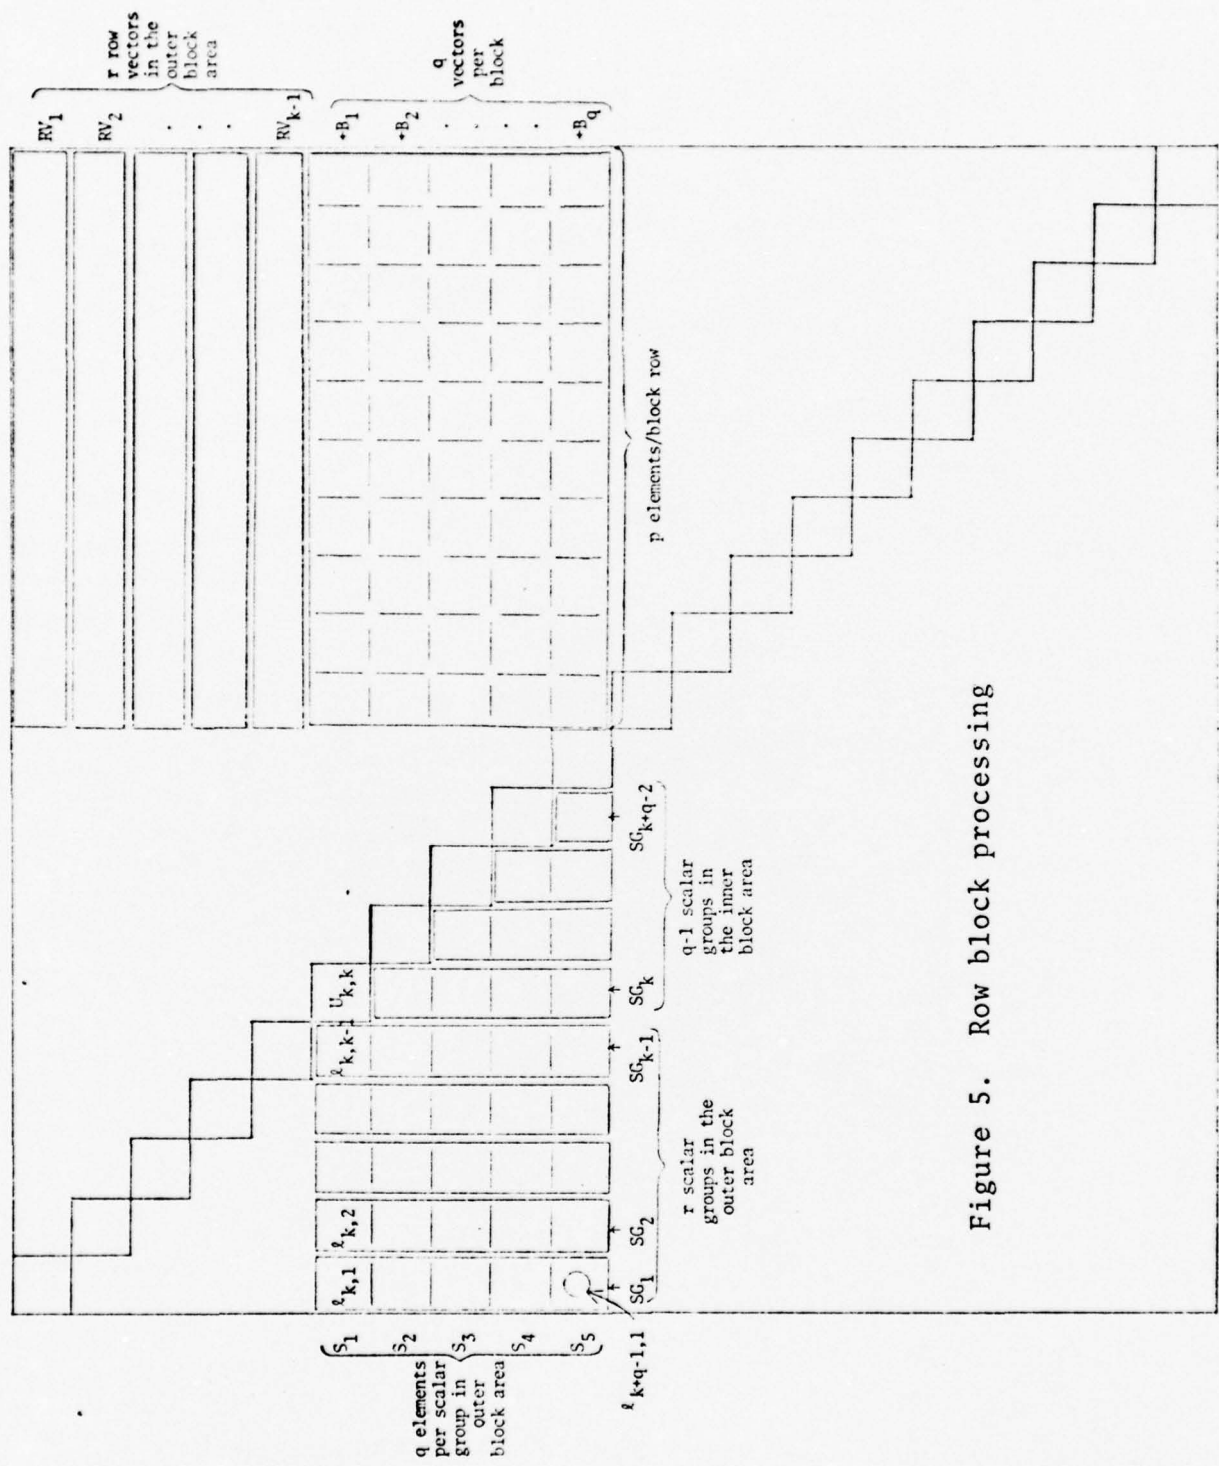 r row
vectors
in the
outer
block
area
RV1
RV2
.
.
.
RVk-1
q
vectors
per
block
+B1
+B2
.
.
.
.
+Bq
p elements/block row
q elements
per scalar
group in
outer
block area
S1
S2
S3
S4
S5
ℓk,1
ℓk,2
ℓk,k-1
Uk,k
ℓk+q-1,1
SG1
SG2
SGk-1
SGk
SGk+q-2
r scalar
groups in the
outer block
area
q-1 scalar
groups in
the inner
block area
Figure 5. Row block processing